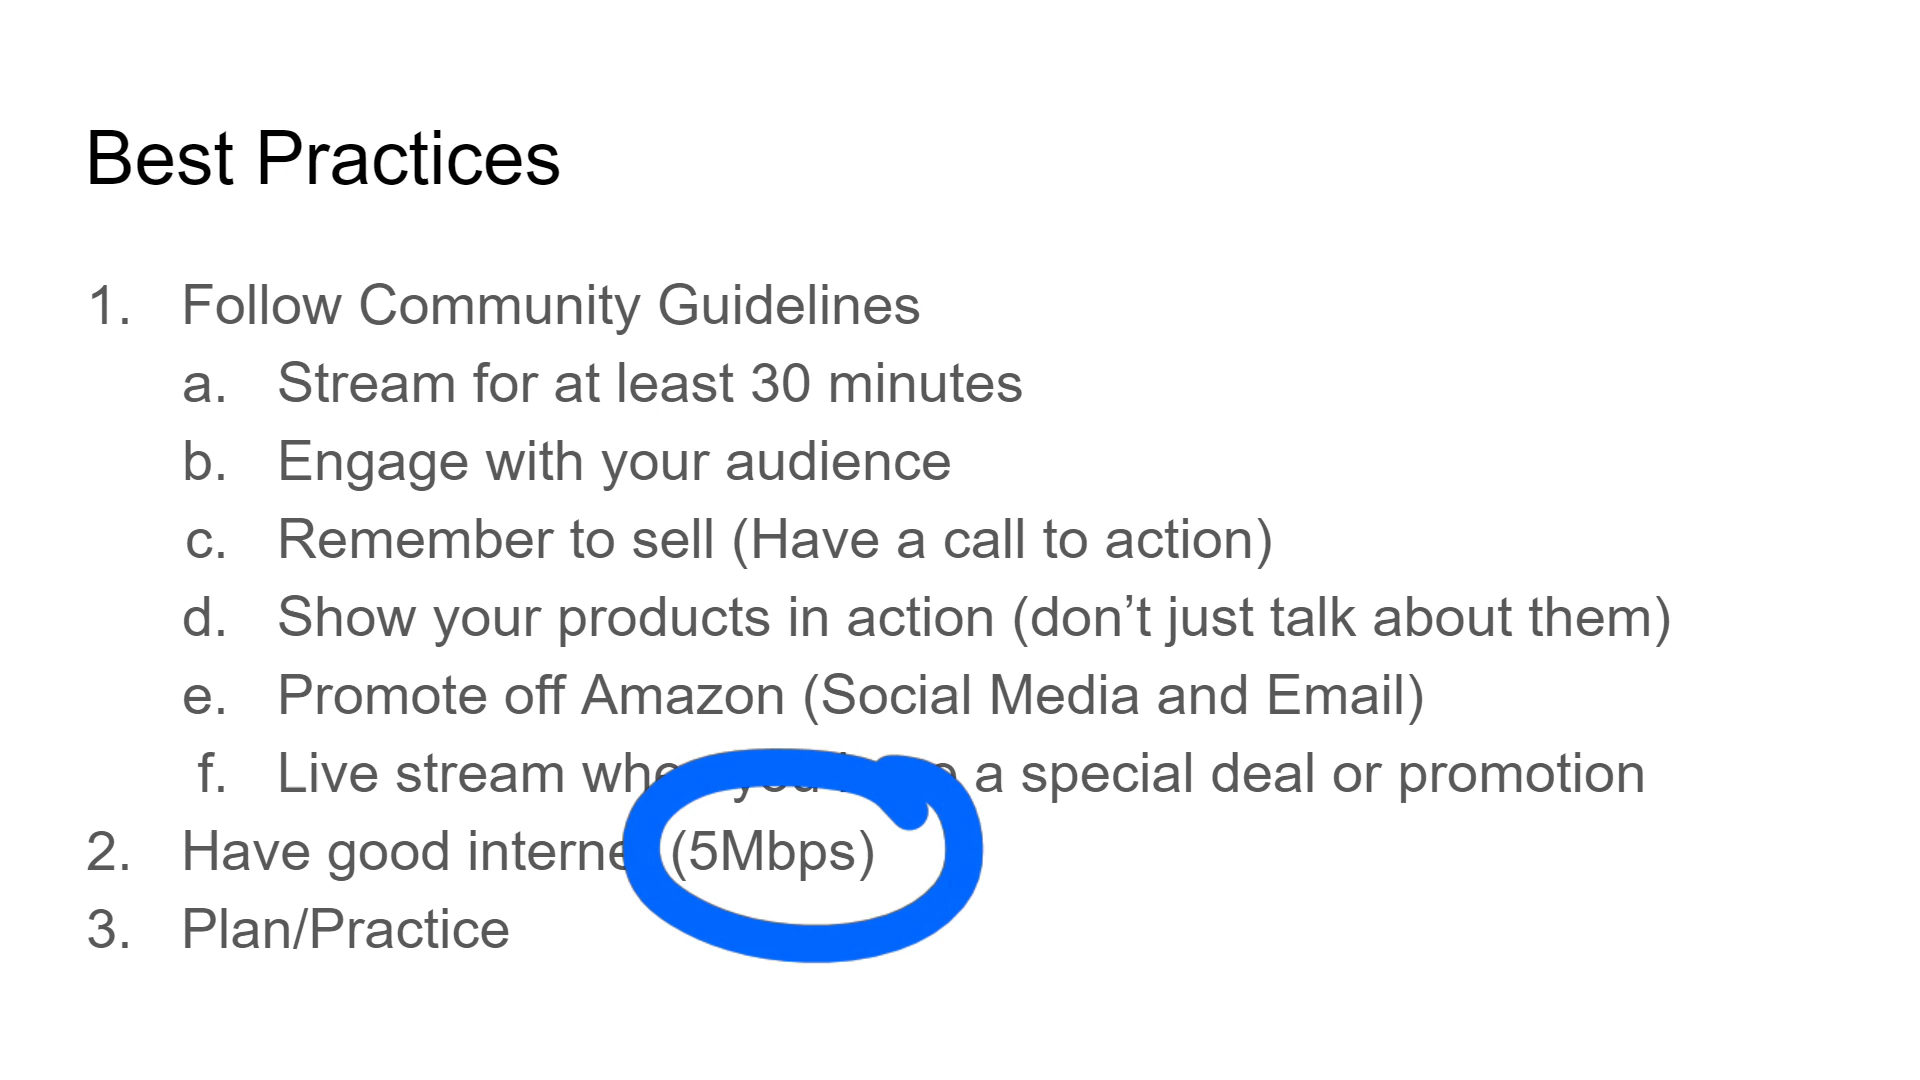 Best Practices
1. Follow Community Guidelines
a. Stream for at least 30 minutes
b. Engage with your audience
c. Remember to sell (Have a call to action)
d. Show your products in action (don’t just talk about them)
e. Promote off Amazon (Social Media and Email)
f. Live stream you a special deal or promotion
2. Have good internet (5Mbps)
3. Plan/Practice